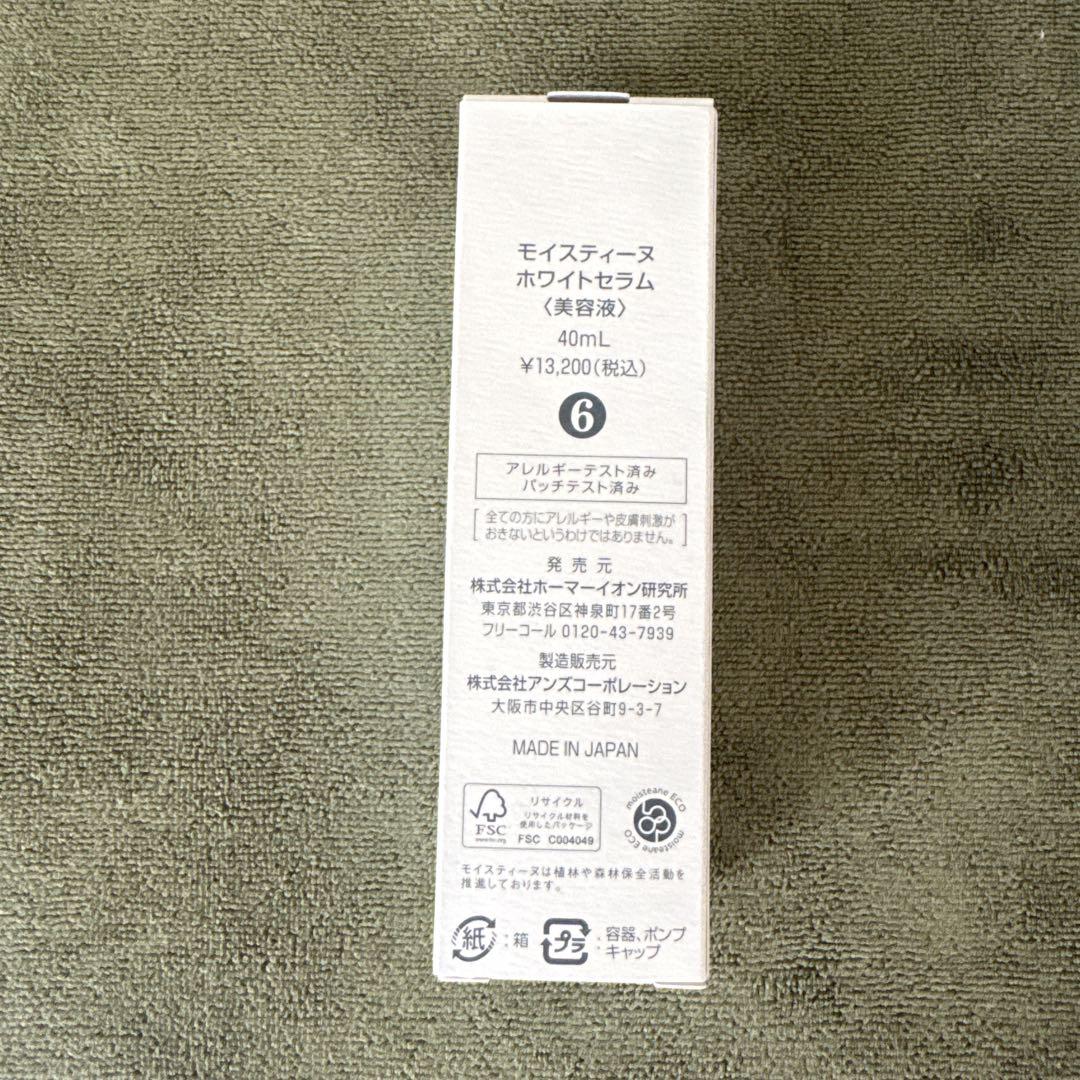 モイスティーヌ
ホワイトセラム
〈美容液〉
40mL
¥13,200(税込)
6
アレルギーテスト済み
パッチテスト済み
全ての方にアレルギーや皮膚刺激が
おきないというわけではありません。
発売元
株式会社ホーマーイオン研究所
東京都渋谷区神泉町17番2号
フリーコール 0120-43-7939
製造販売元
株式会社アンズコーポレーション
大阪市中央区谷町9-3-7
MADE IN JAPAN
リサイクル
リサイクル材料を
使用したパッケージ
FSC
www.fsc.org
FSC C004049
moisteane ECO
moisteane ECO
モイスティーヌは植林や森林保全活動を
推進しております。
紙:箱
プラ:容器、ポンプ
キャップ